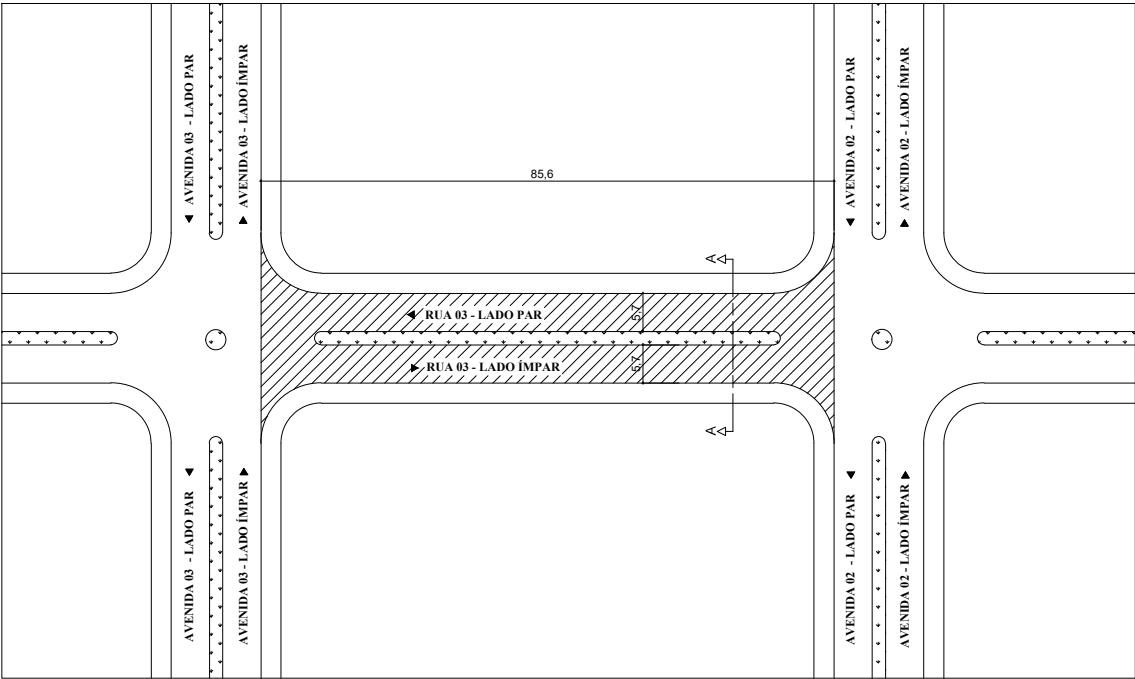 AVENIDA 03 - LADO PAR
AVENIDA 03 - LADO ÍMPAR
AVENIDA 02 - LADO PAR
AVENIDA 02 - LADO ÍMPAR
85,6
A
RUA 03 - LADO PAR
5,7
RUA 03 - LADO ÍMPAR
5,7
A
AVENIDA 03 - LADO PAR
AVENIDA 03 - LADO ÍMPAR
AVENIDA 02 - LADO PAR
AVENIDA 02 - LADO ÍMPAR